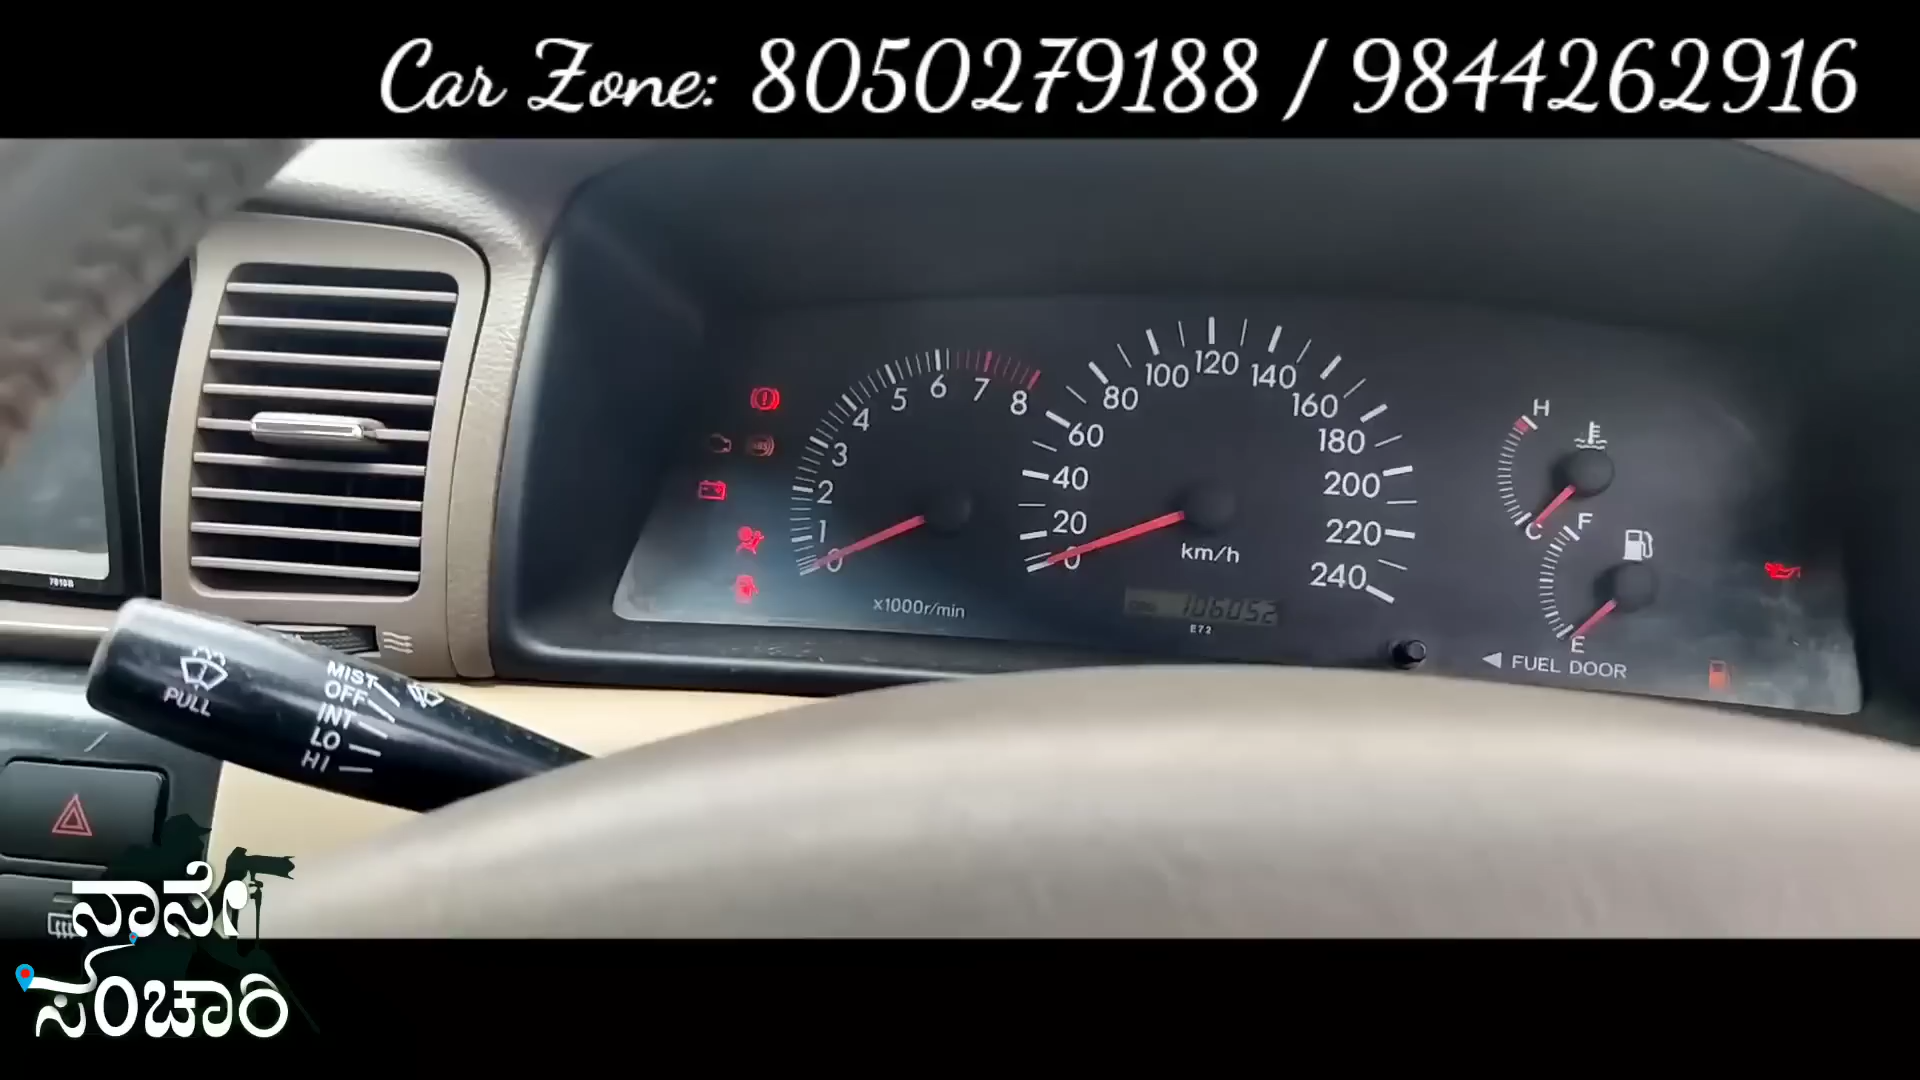 Car Zone: 8050279188 / 9844262916
0 1 2 3 4 5 6 7 8
x1000r/min
0 20 40 60 80 100 120 140 160 180 200 220 240
km/h
ODO 106052
E72
H
C
F
E
◀ FUEL DOOR
ABS
PULL
MIST
OFF
INT
LO
HI
ನಾನೇ
ಸಂಚಾರಿ